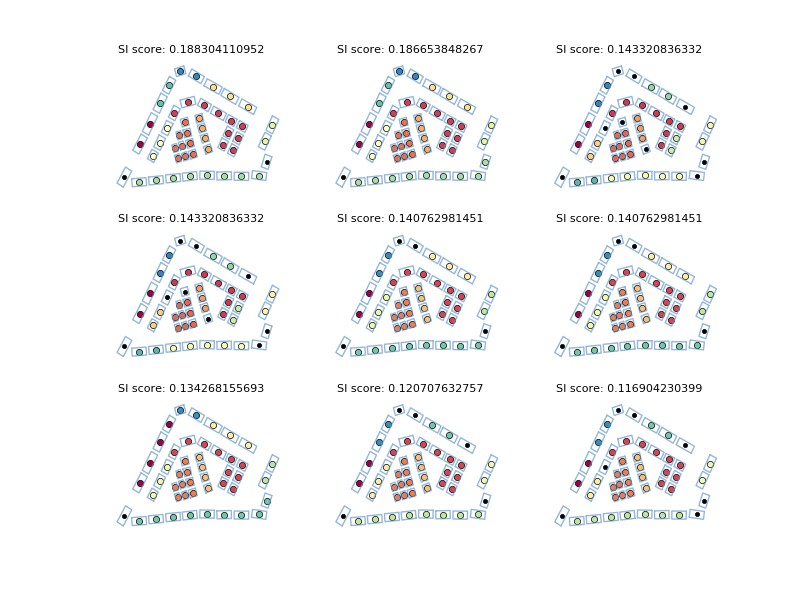 SI score: 0.188304110952
SI score: 0.186653848267
SI score: 0.143320836332
SI score: 0.143320836332
SI score: 0.140762981451
SI score: 0.140762981451
SI score: 0.134268155693
SI score: 0.120707632757
SI score: 0.116904230399